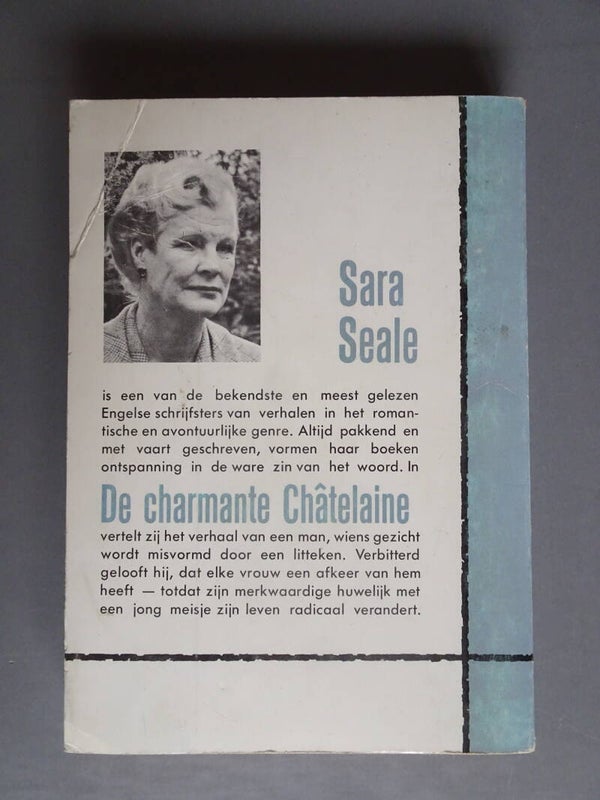 Sara
Seale
is een van de bekendste en meest gelezen
Engelse schrijfsters van verhalen in het roman-
tische en avontuurlijke genre. Altijd pakkend en
met vaart geschreven, vormen haar boeken
ontspanning in de ware zin van het woord. In
De charmante Châtelaine
vertelt zij het verhaal van een man, wiens gezicht
wordt misvormd door een litteken. Verbitterd
gelooft hij, dat elke vrouw een afkeer van hem
heeft — totdat zijn merkwaardige huwelijk met
een jong meisje zijn leven radicaal verandert.